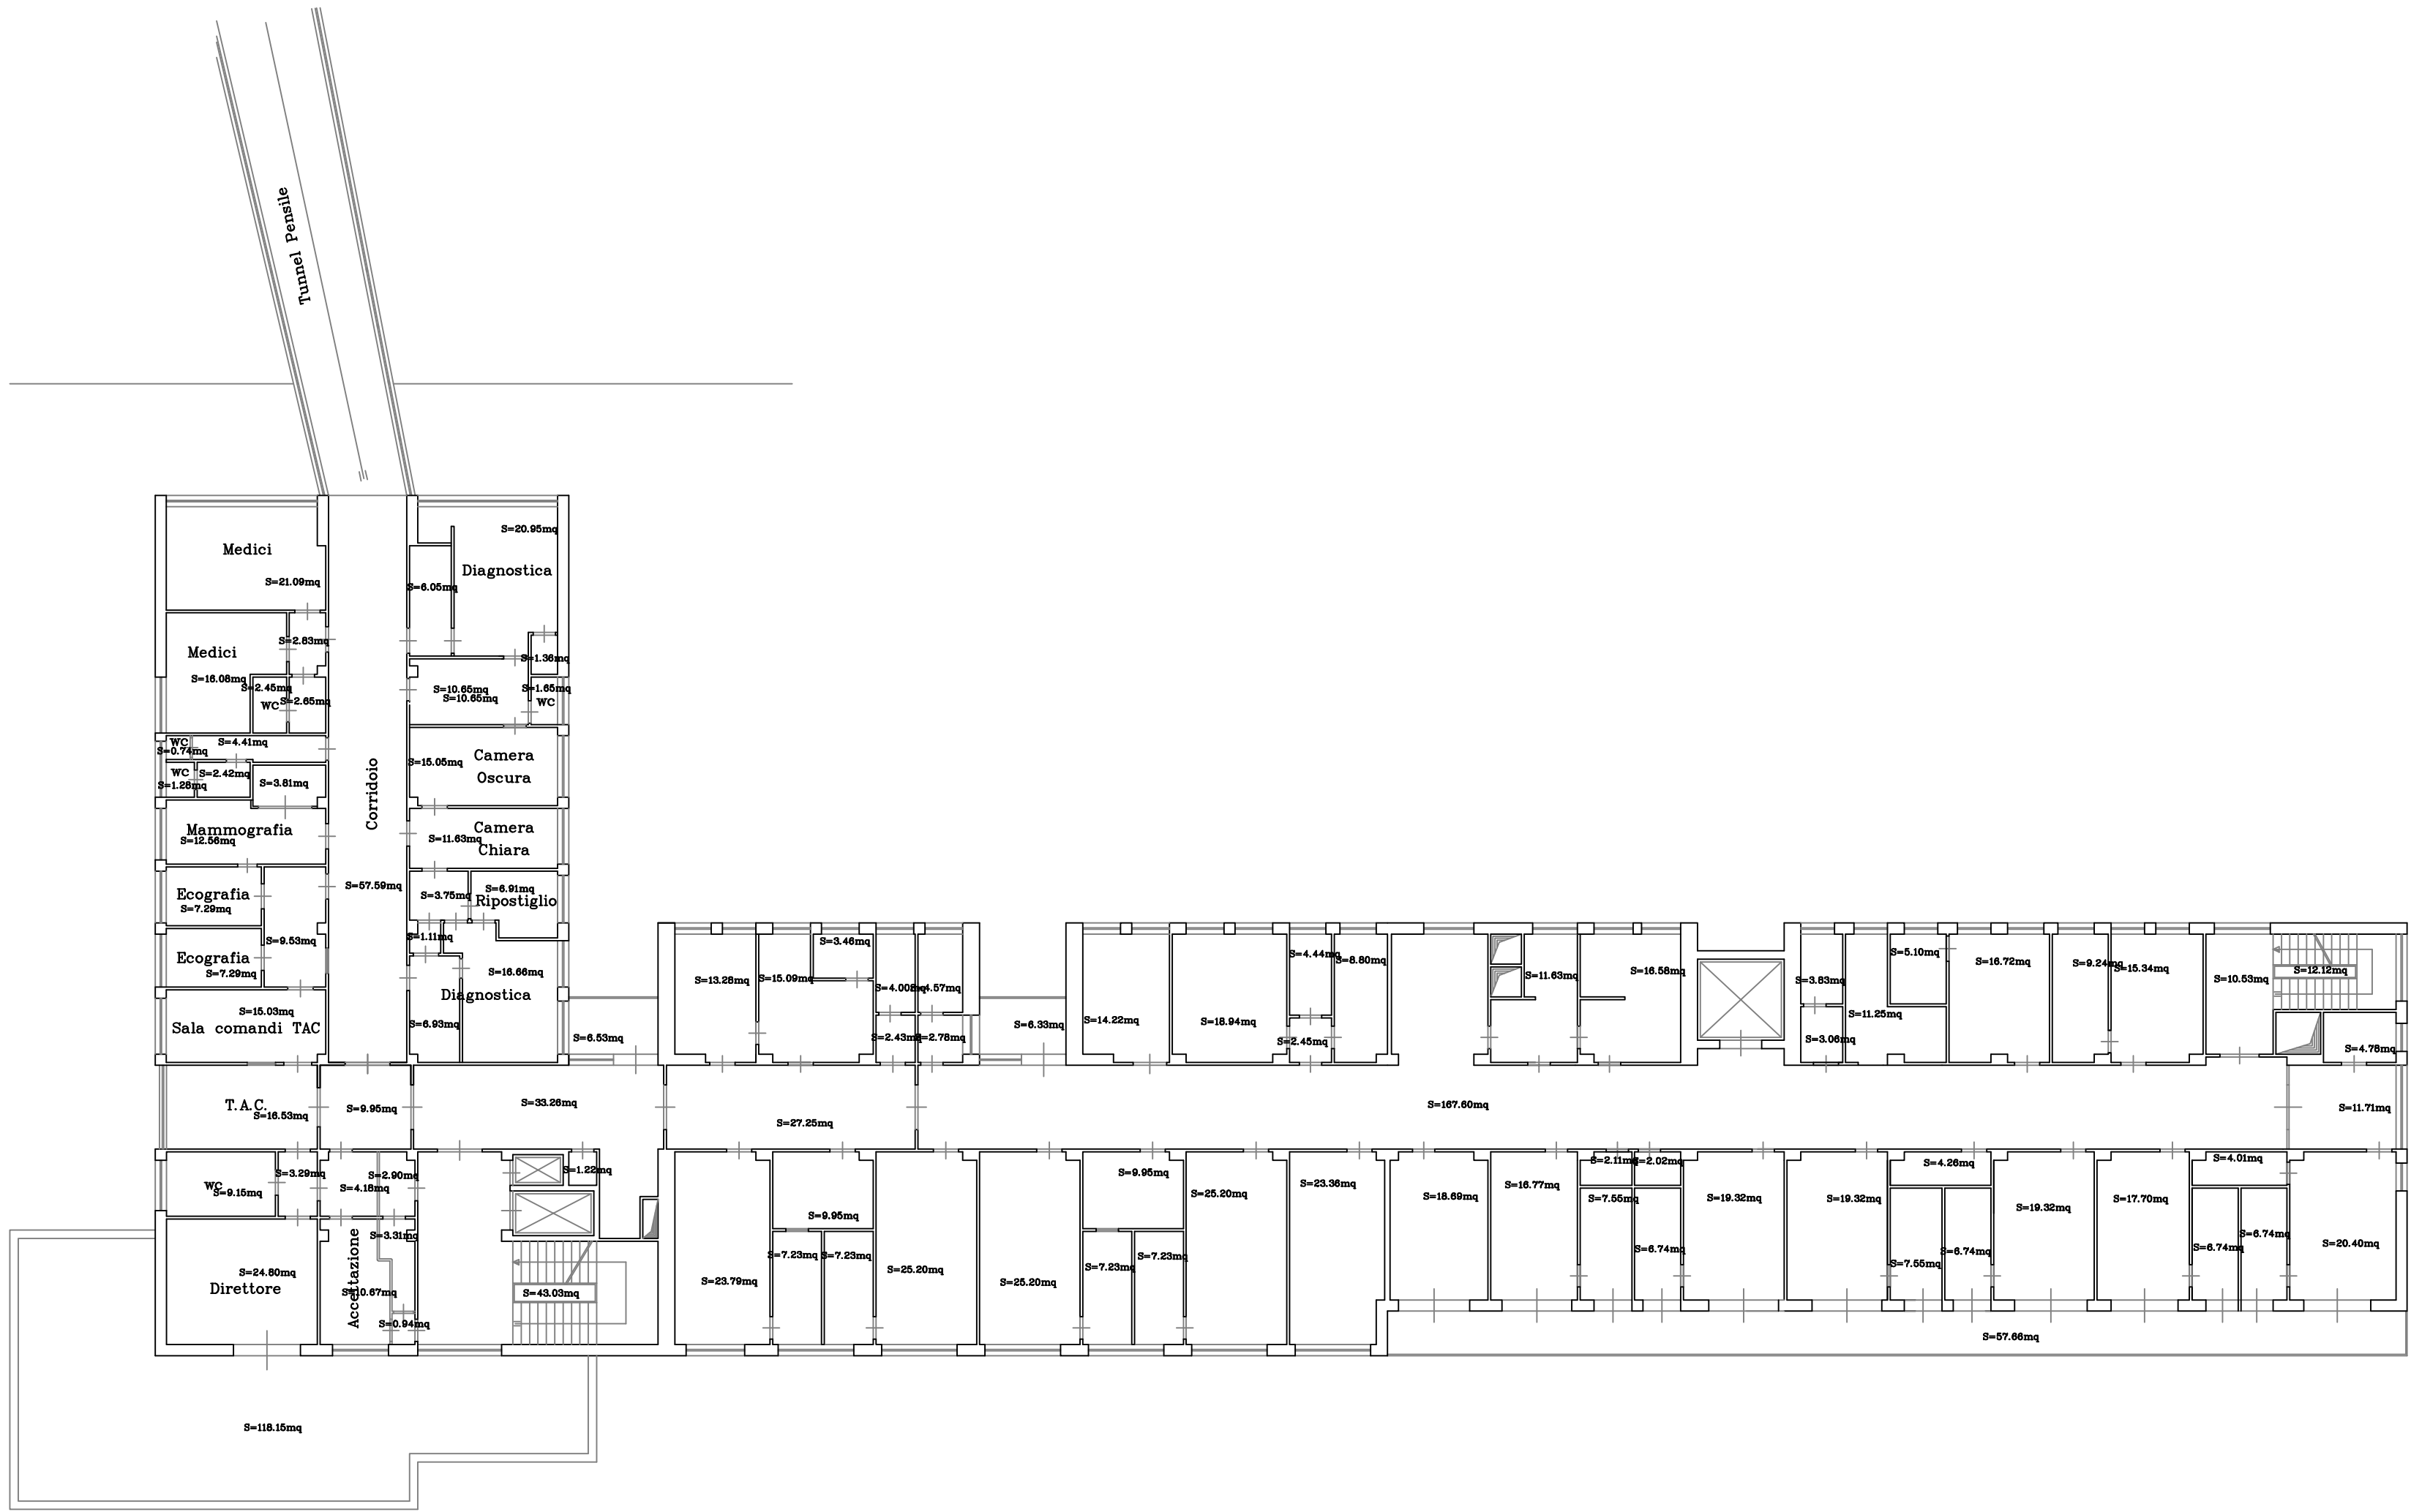 Tunnel Pensile
S=20.95mq
Medici
Diagnostica
S=21.09mq
S=6.05mq
S=2.83mq
Medici
S=1.36mq
S=16.08mq
S=2.45mq
S=10.65mq
S=1.65mq
S=10.65mq
S=2.65mq
WC
WC
WC
S=4.41mq
S=0.74mq
Camera
Oscura
S=15.05mq
WC
S=2.42mq
S=1.28mq
S=3.81mq
Corridoio
Mammografia
S=12.56mq
Camera
Chiara
S=11.63mq
S=57.59mq
Ecografia
S=7.29mq
S=3.75mq
S=6.91mq
Ripostiglio
S=9.53mq
S=1.11mq
Ecografia
S=7.29mq
S=16.66mq
Diagnostica
S=15.03mq
Sala comandi TAC
S=6.93mq
S=6.53mq
S=13.28mq
S=15.09mq
S=3.46mq
S=4.00mq
S=4.57mq
S=2.43mq
S=2.78mq
S=6.33mq
S=14.22mq
S=18.94mq
S=4.44mq
S=2.45mq
S=8.80mq
S=11.63mq
S=16.58mq
S=3.83mq
S=3.06mq
S=11.25mq
S=5.10mq
S=16.72mq
S=9.24mq
S=15.34mq
S=10.53mq
S=12.12mq
S=4.78mq
T.A.C.
S=16.53mq
S=9.95mq
S=33.26mq
S=27.25mq
S=167.60mq
S=11.71mq
WC
S=9.15mq
S=3.29mq
S=4.18mq
S=2.90mq
S=1.22mq
S=3.31mq
S=24.80mq
Direttore
Accettazione
S=10.67mq
S=0.94mq
S=43.03mq
S=23.79mq
S=9.95mq
S=7.23mq
S=7.23mq
S=25.20mq
S=25.20mq
S=9.95mq
S=7.23mq
S=7.23mq
S=25.20mq
S=23.36mq
S=18.69mq
S=16.77mq
S=2.11mq
S=2.02mq
S=7.55mq
S=6.74mq
S=19.32mq
S=19.32mq
S=4.26mq
S=7.55mq
S=6.74mq
S=19.32mq
S=17.70mq
S=4.01mq
S=6.74mq
S=6.74mq
S=20.40mq
S=57.66mq
S=118.15mq